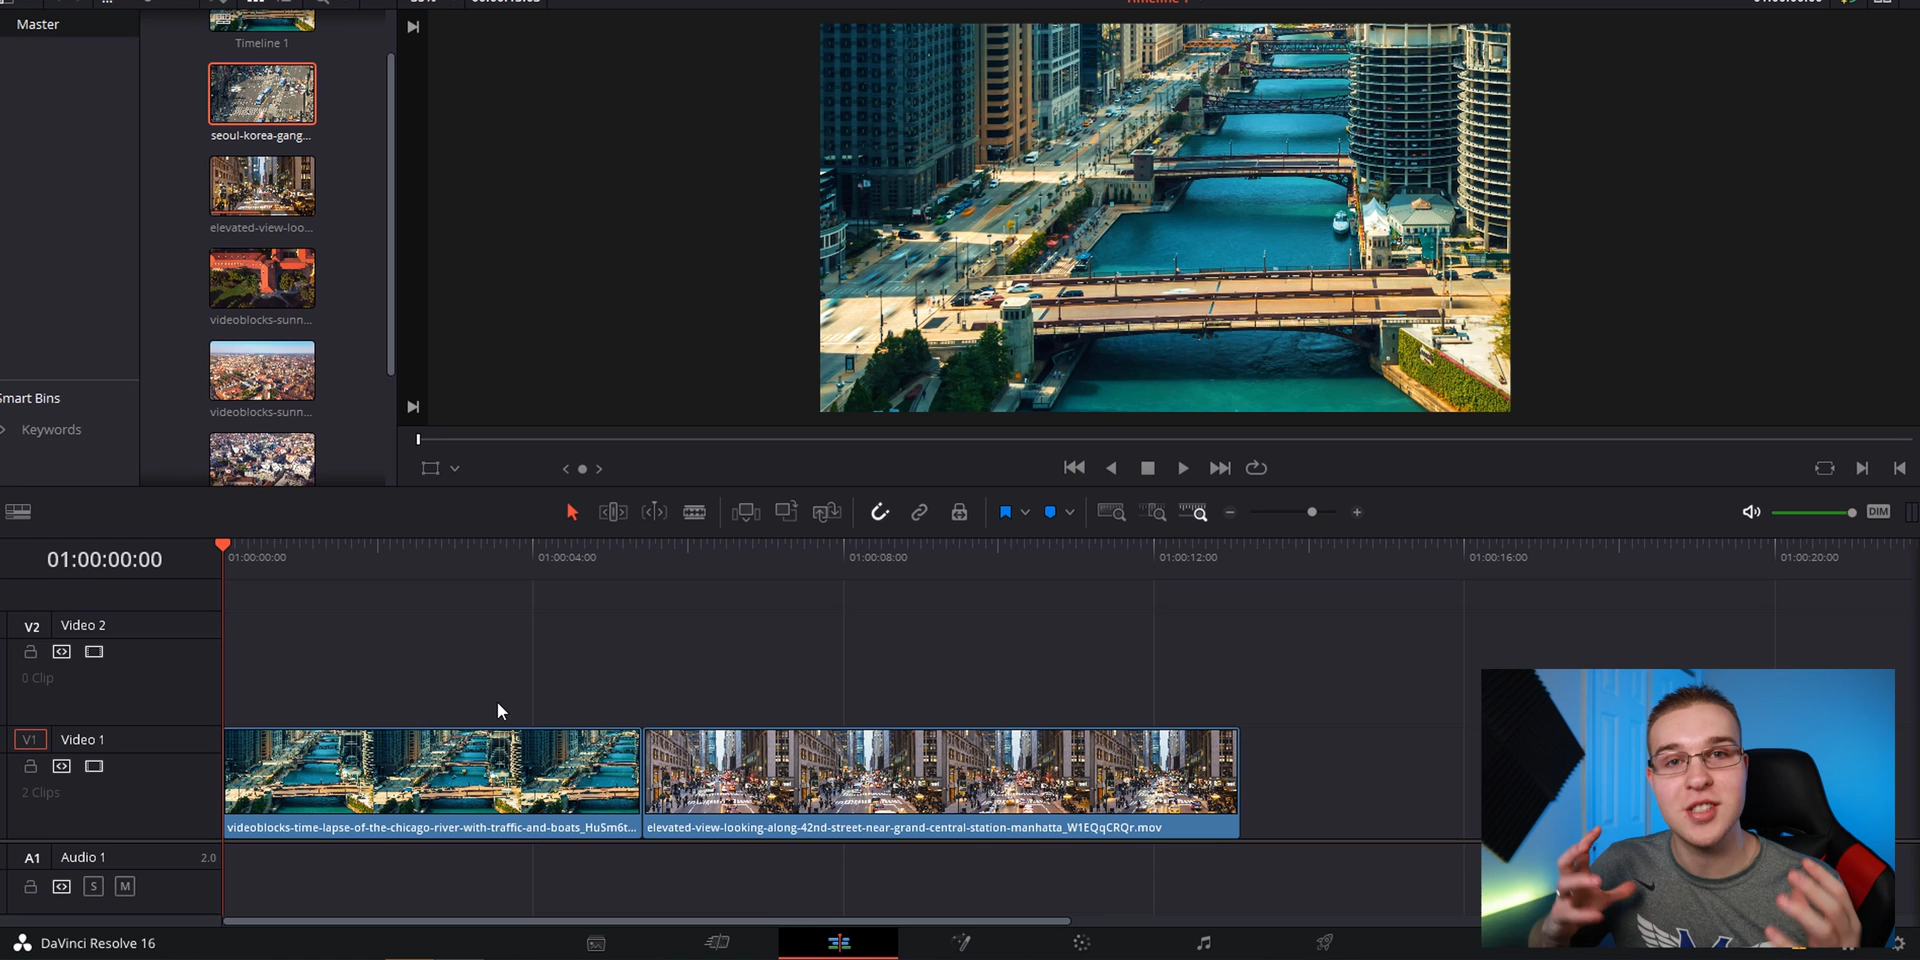 Master
Timeline 1
seoul-korea-gang...
elevated-view-loo...
videoblocks-sunn...
videoblocks-sunn...
Smart Bins
Keywords
DIM
01:00:00:00
01:00:00:00
01:00:04:00
01:00:08:00
01:00:12:00
01:00:16:00
01:00:20:00
V2
Video 2
0 Clip
V1
Video 1
2 Clips
videoblocks-time-lapse-of-the-chicago-river-with-traffic-and-boats_HuSm6t...
elevated-view-looking-along-42nd-street-near-grand-central-station-manhatta_W1EQqCRQr.mov
A1
Audio 1
2.0
S
M
DaVinci Resolve 16